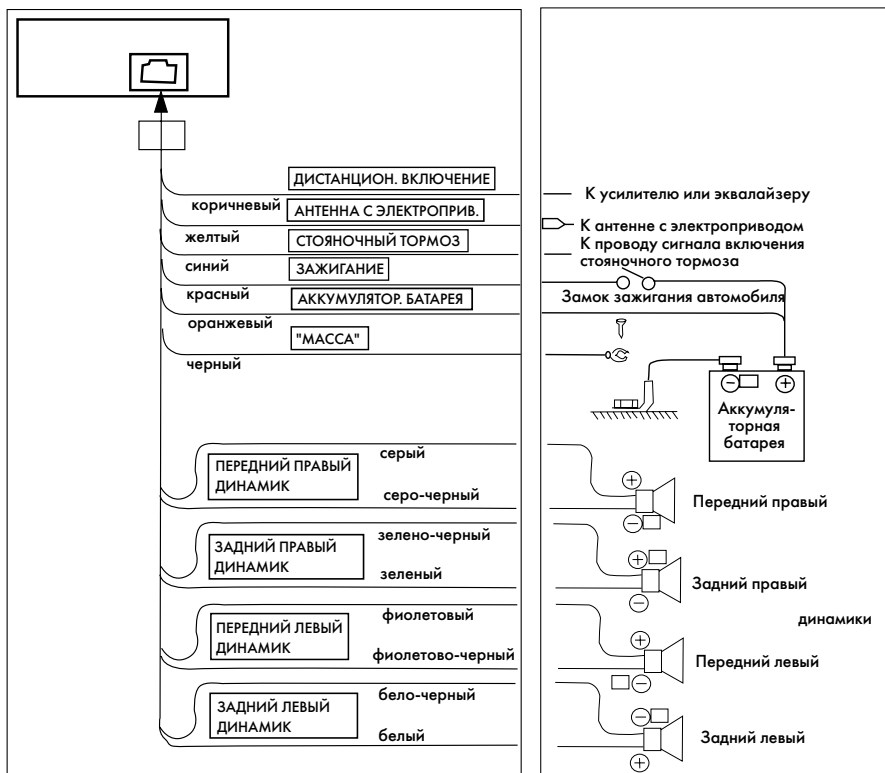 ДИСТАНЦИОН. ВКЛЮЧЕНИЕ
К усилителю или эквалайзеру
коричневый
АНТЕННА С ЭЛЕКТРОПРИВ.
К антенне с электроприводом
желтый
СТОЯНОЧНЫЙ ТОРМОЗ
К проводу сигнала включения
стояночного тормоза
синий
ЗАЖИГАНИЕ
Замок зажигания автомобиля
красный
АККУМУЛЯТОР. БАТАРЕЯ
оранжевый
"МАССА"
черный
− +
Аккумуля-
торная
батарея
серый
ПЕРЕДНИЙ ПРАВЫЙ
ДИНАМИК
серо-черный
+
−
Передний правый
зелено-черный
ЗАДНИЙ ПРАВЫЙ
ДИНАМИК
зеленый
+
−
Задний правый
динамики
фиолетовый
ПЕРЕДНИЙ ЛЕВЫЙ
ДИНАМИК
фиолетово-черный
+
−
Передний левый
бело-черный
ЗАДНИЙ ЛЕВЫЙ
ДИНАМИК
белый
−
+
Задний левый